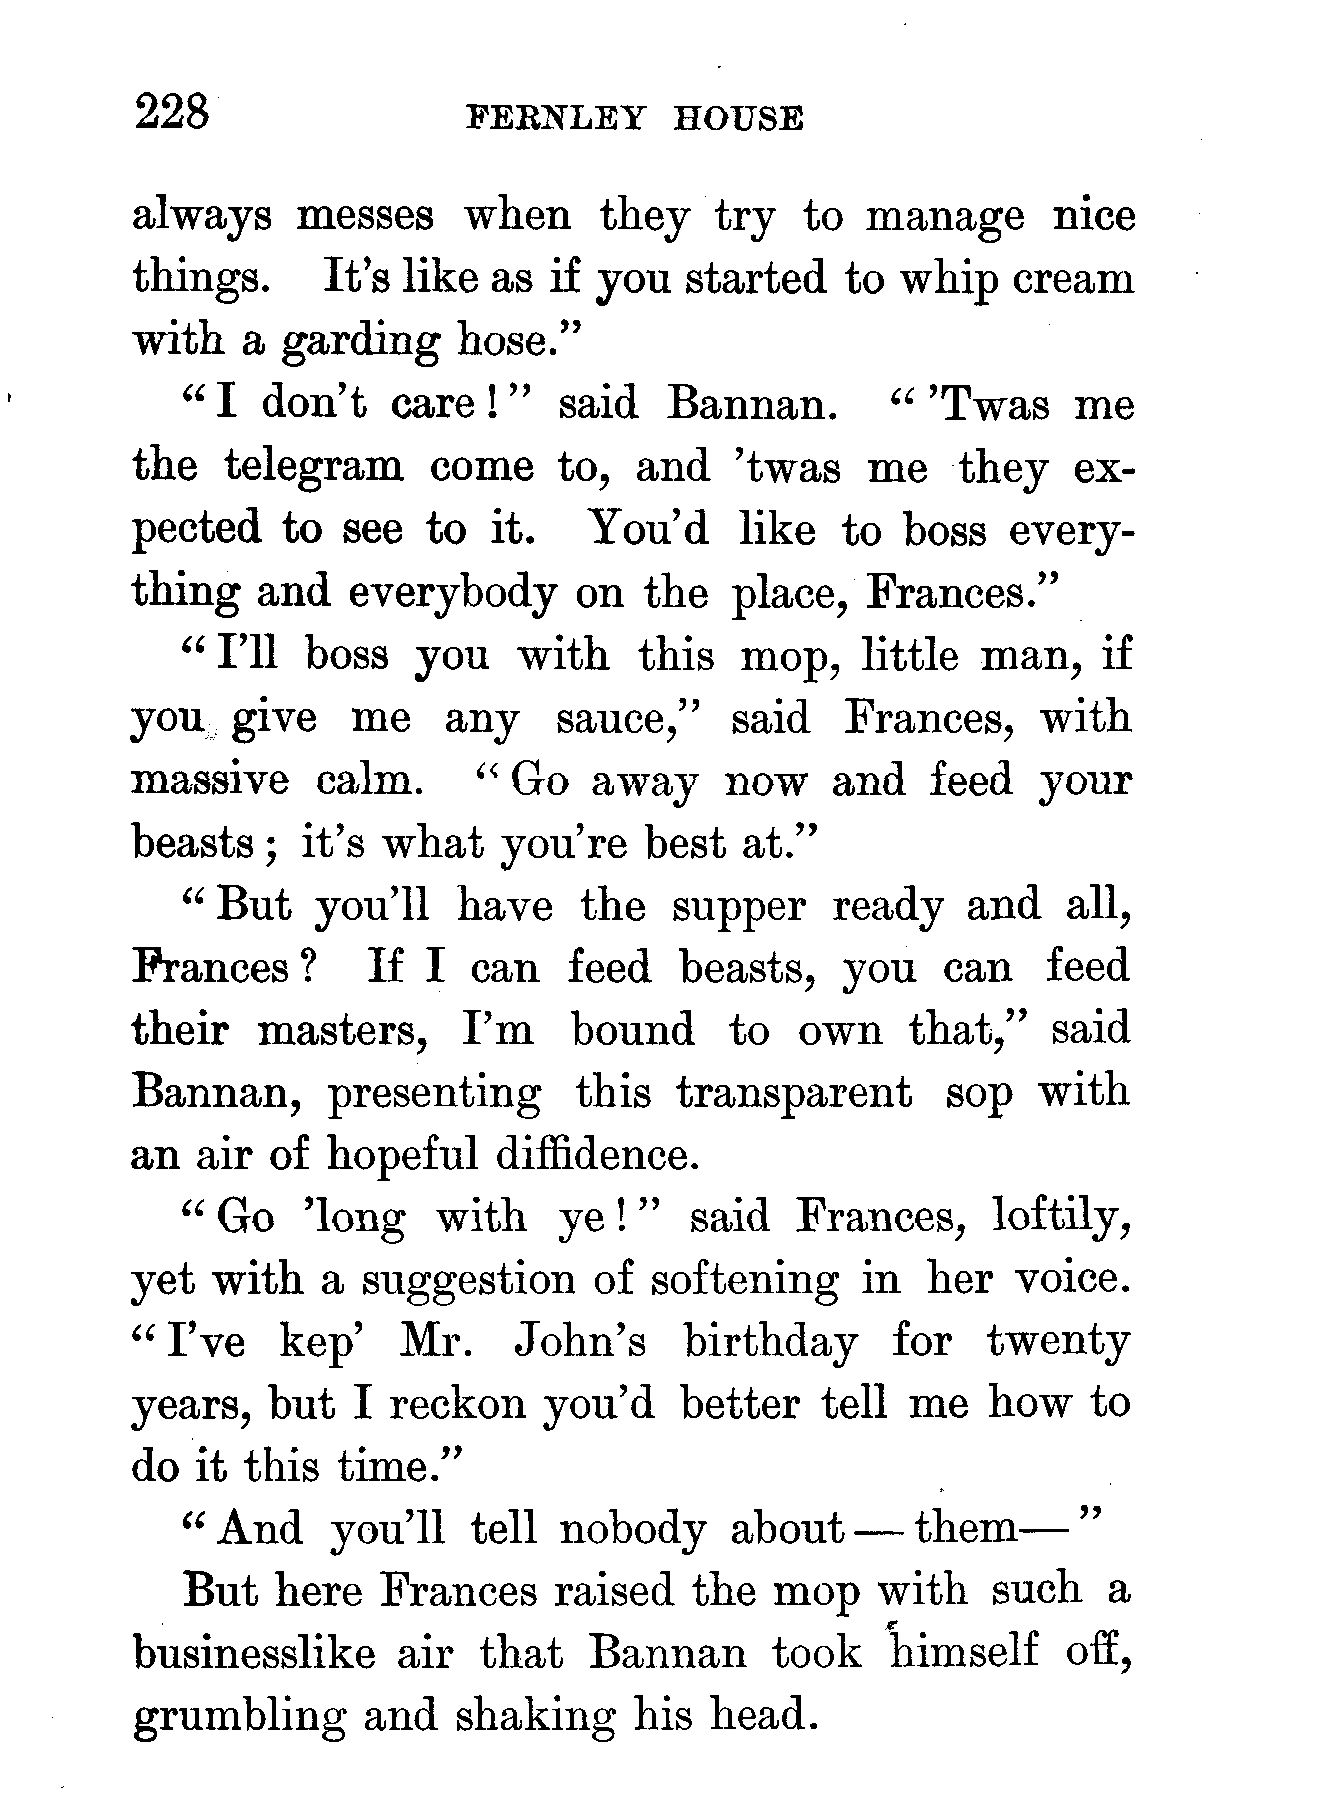 228 FERNLEY HOUSE
always messes when they try to manage nice
things. It's like as if you started to whip cream
with a garding hose."
"I don't care!" said Bannan. "'Twas me
the telegram come to, and 'twas me they ex-
pected to see to it. You'd like to boss every-
thing and everybody on the place, Frances."
"I'll boss you with this mop, little man, if
you give me any sauce," said Frances, with
massive calm. "Go away now and feed your
beasts; it's what you're best at."
"But you'll have the supper ready and all,
Frances? If I can feed beasts, you can feed
their masters, I'm bound to own that," said
Bannan, presenting this transparent sop with
an air of hopeful diffidence.
"Go 'long with ye!" said Frances, loftily,
yet with a suggestion of softening in her voice.
"I've kep' Mr. John's birthday for twenty
years, but I reckon you'd better tell me how to
do it this time."
"And you'll tell nobody about — them—"
But here Frances raised the mop with such a
businesslike air that Bannan took himself off,
grumbling and shaking his head.